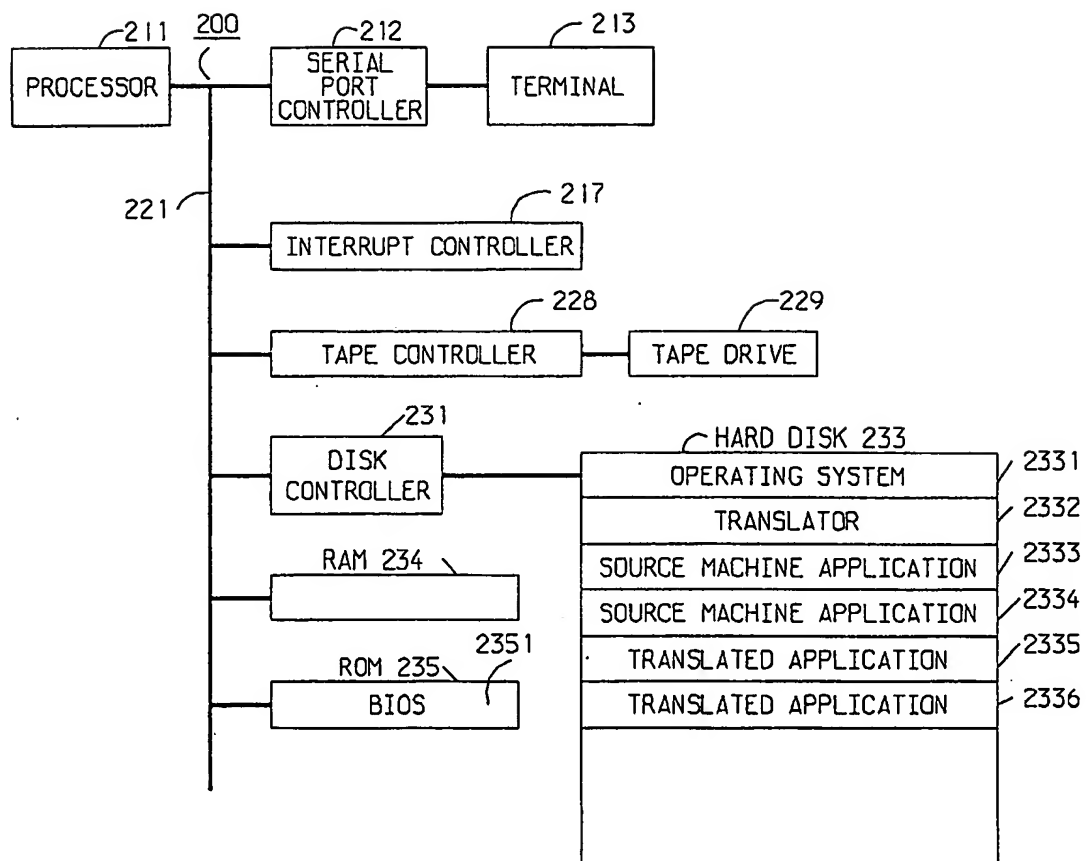 211
200
212
213
PROCESSOR
SERIAL
PORT
CONTROLLER
TERMINAL
221
217
INTERRUPT CONTROLLER
228
229
TAPE CONTROLLER
TAPE DRIVE
231
DISK
CONTROLLER
HARD DISK 233
OPERATING SYSTEM
2331
TRANSLATOR
2332
SOURCE MACHINE APPLICATION
2333
SOURCE MACHINE APPLICATION
2334
TRANSLATED APPLICATION
2335
TRANSLATED APPLICATION
2336
RAM 234
ROM 235
2351
BIOS